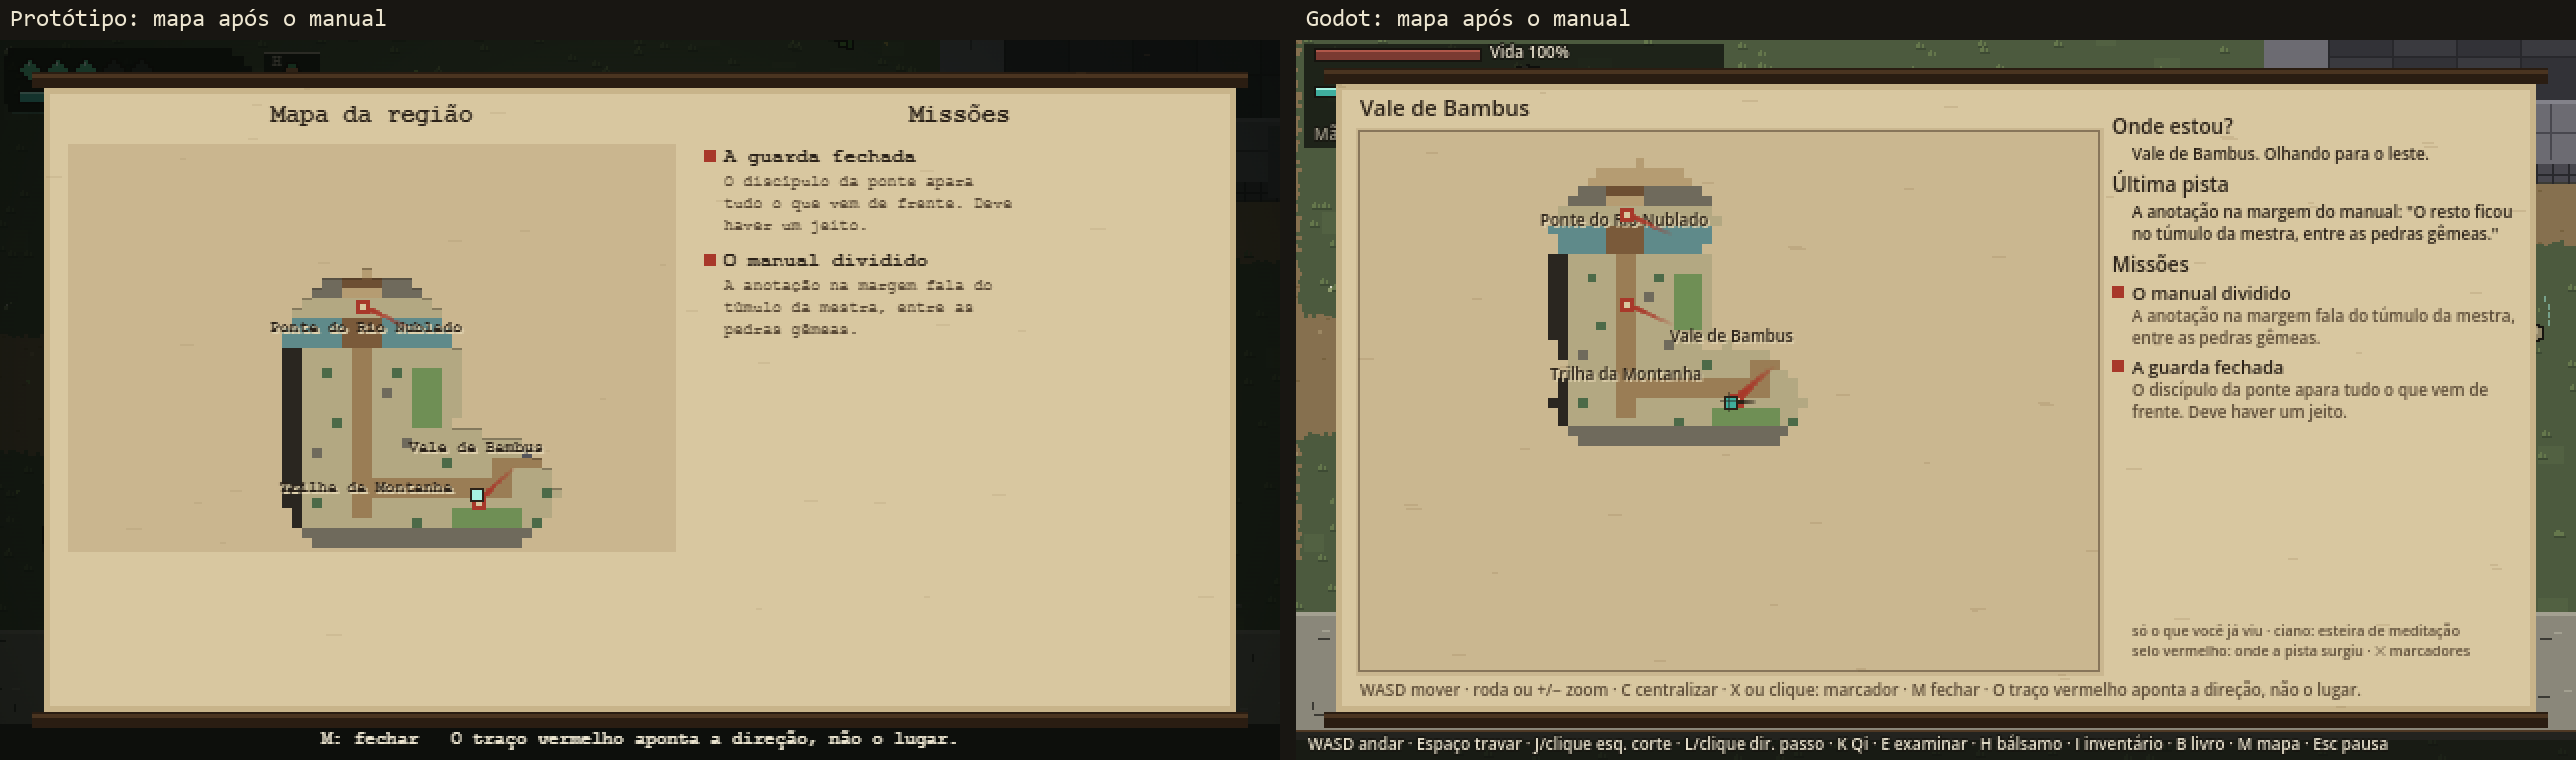 Protótipo: mapa após o manual
H
Mapa da região
Missões
A guarda fechada
O discípulo da ponte apara
tudo o que vem de frente. Deve
haver um jeito.
O manual dividido
A anotação na margem fala do
túmulo da mestra, entre as
pedras gêmeas.
Ponte do Rio Nublado
Vale de Bambus
Trilha da Montanha
M: fechar O traço vermelho aponta a direção, não o lugar.
Godot: mapa após o manual
Vida 100%
Vale de Bambus
Onde estou?
Vale de Bambus. Olhando para o leste.
Última pista
A anotação na margem do manual: "O resto ficou
no túmulo da mestra, entre as pedras gêmeas."
Missões
O manual dividido
A anotação na margem fala do túmulo da mestra,
entre as pedras gêmeas.
A guarda fechada
O discípulo da ponte apara tudo o que vem de
frente. Deve haver um jeito.
Ponte do Rio Nublado
Vale de Bambus
Trilha da Montanha
só o que você já viu · ciano: esteira de meditação
selo vermelho: onde a pista surgiu · X marcadores
WASD mover · roda ou +/− zoom · C centralizar · X ou clique: marcador · M fechar · O traço vermelho aponta a direção, não o lugar.
WASD andar · Espaço travar · J/clique esq. corte · L/clique dir. passo · K Qi · E examinar · H bálsamo · I inventário · B livro · M mapa · Esc pausa